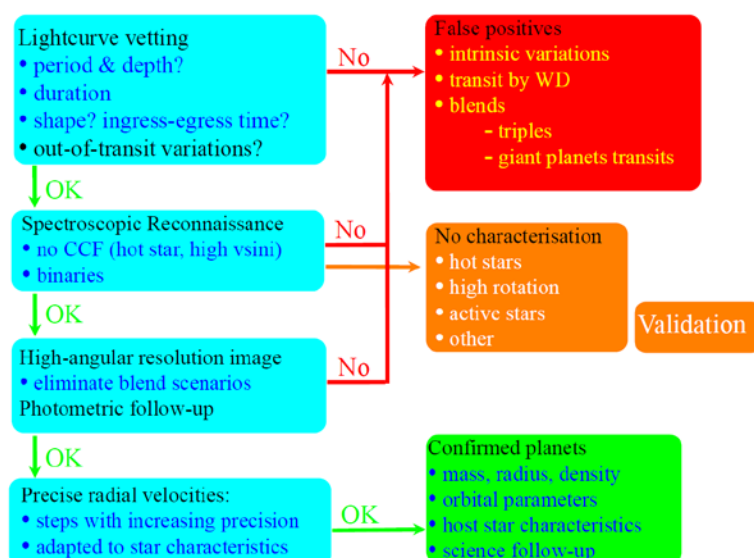 Lightcurve vetting
• period & depth?
• duration
• shape? ingress-egress time?
• out-of-transit variations?
No
False positives
• intrinsic variations
• transit by WD
• blends
- triples
- giant planets transits
OK
Spectroscopic Reconnaissance
• no CCF (hot star, high vsini)
• binaries
No
No characterisation
• hot stars
• high rotation
• active stars
• other
Validation
OK
High-angular resolution image
• eliminate blend scenarios
Photometric follow-up
No
OK
Precise radial velocities:
• steps with increasing precision
• adapted to star characteristics
OK
Confirmed planets
• mass, radius, density
• orbital parameters
• host star characteristics
• science follow-up